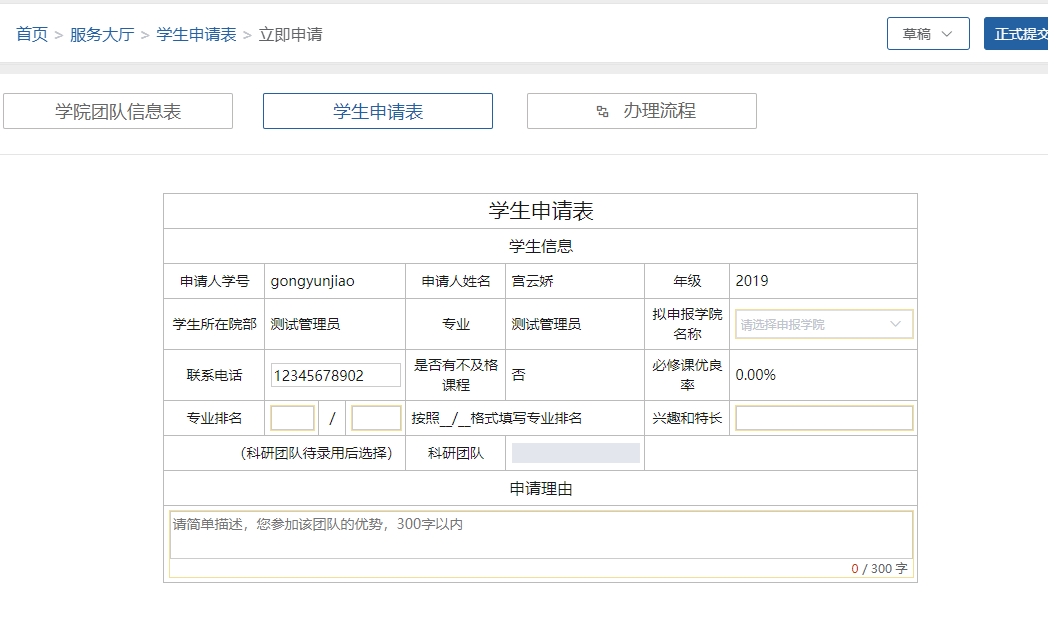 首页 > 服务大厅 > 学生申请表 > 立即申请
草稿
正式提交
学院团队信息表
学生申请表
办理流程
学生申请表
学生信息
申请人学号 gongyunjiao 申请人姓名 宫云娇 年级 2019
学生所在院部 测试管理员 专业 测试管理员 拟申报学院
名称 请选择申报学院
联系电话 12345678902 是否有不及格
课程 否 必修课优良
率 0.00%
专业排名 / 按照__/__格式填写专业排名 兴趣和特长
（科研团队待录用后选择） 科研团队
申请理由
请简单描述，您参加该团队的优势，300字以内
0 / 300 字